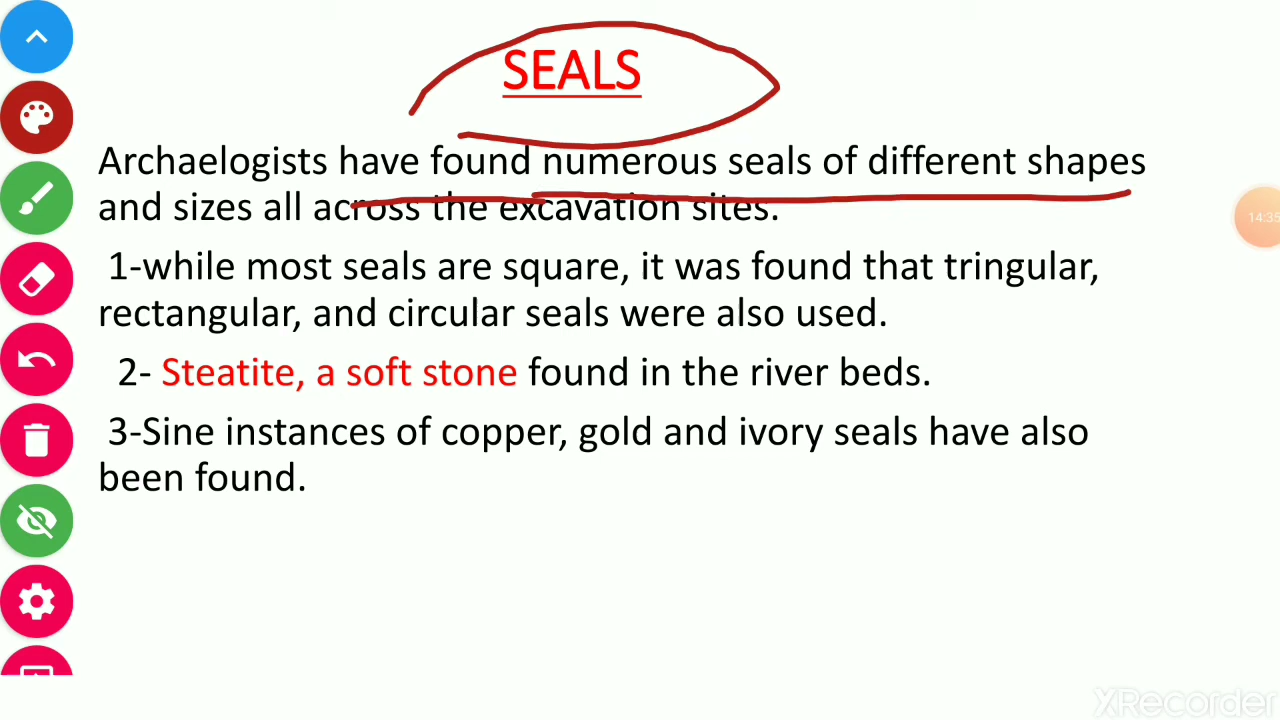 SEALS
Archaelogists have found numerous seals of different shapes
and sizes all across the excavation sites.
1-while most seals are square, it was found that tringular,
rectangular, and circular seals were also used.
2- Steatite, a soft stone found in the river beds.
3-Sine instances of copper, gold and ivory seals have also
been found.
14:35
XRecorder